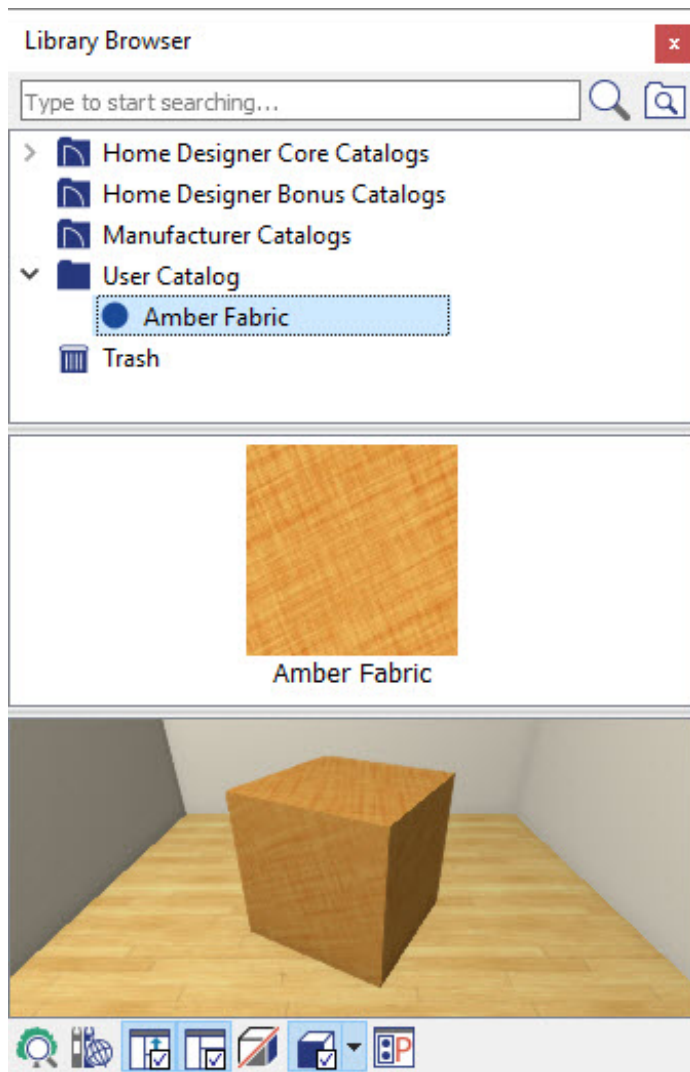 Library Browser
Type to start searching...
Home Designer Core Catalogs
Home Designer Bonus Catalogs
Manufacturer Catalogs
User Catalog
Amber Fabric
Trash
Amber Fabric
P